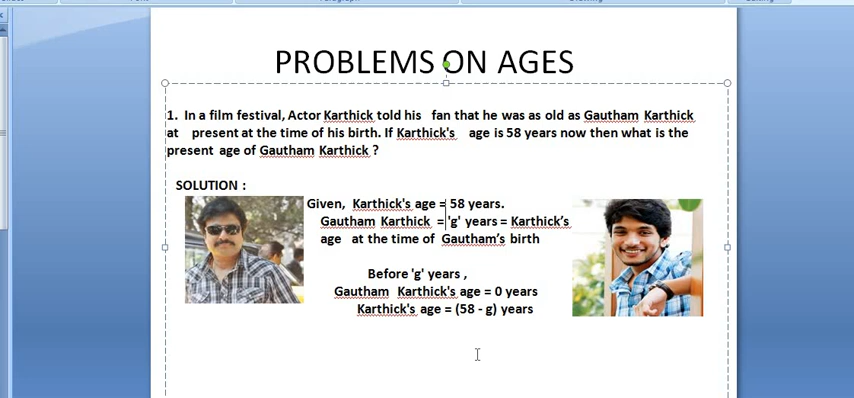 PROBLEMS ON AGES
1. In a film festival, Actor Karthick told his fan that he was as old as Gautham Karthick
at present at the time of his birth. If Karthick's age is 58 years now then what is the
present age of Gautham Karthick ?
SOLUTION :
Given, Karthick's age = 58 years.
Gautham Karthick = 'g' years = Karthick’s
age at the time of Gautham’s birth
Before 'g' years ,
Gautham Karthick's age = 0 years
Karthick's age = (58 - g) years